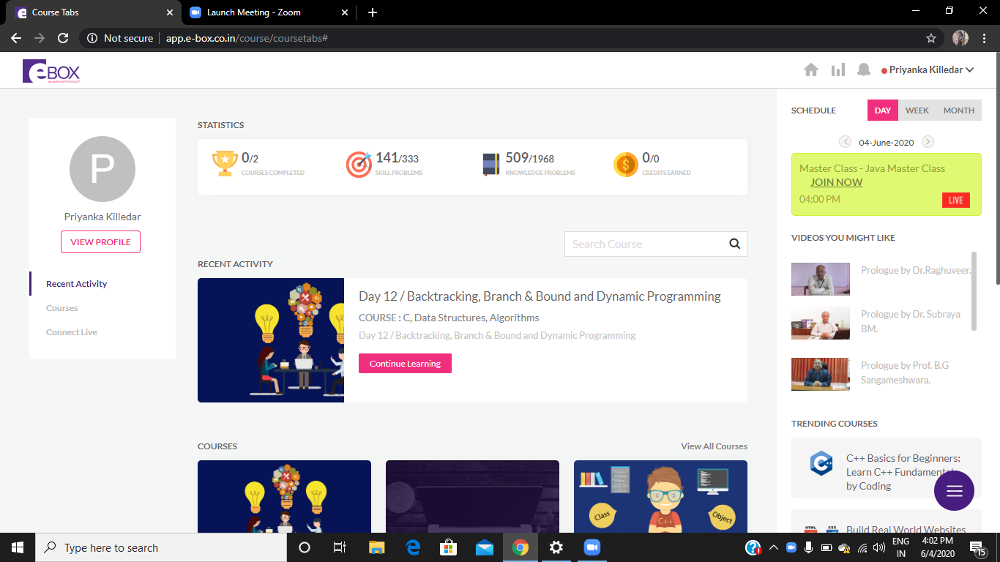 Course Tabs
Launch Meeting - Zoom
Not secure
app.e-box.co.in/course/coursetabs#
eBOX
Priyanka Killedar
P
Priyanka Killedar
VIEW PROFILE
Recent Activity
Courses
Connect Live
STATISTICS
0/2
COURSES COMPLETED
141/333
SKILL PROBLEMS
509/1968
KNOWLEDGE PROBLEMS
0/0
CREDITS EARNED
Search Course
RECENT ACTIVITY
Day 12 / Backtracking, Branch & Bound and Dynamic Programming
COURSE : C, Data Structures, Algorithms
Day 12 / Backtracking, Branch & Bound and Dynamic Programming
Continue Learning
COURSES
View All Courses
Class
C++
Object
SCHEDULE
DAY
WEEK
MONTH
04-June-2020
Master Class - Java Master Class
JOIN NOW
04:00 PM
LIVE
VIDEOS YOU MIGHT LIKE
Prologue by Dr.Raghuveer.
Prologue by Dr. Subraya
BM.
Prologue by Prof. B.G
Sangameshwara.
TRENDING COURSES
C++ Basics for Beginners:
Learn C++ Fundamentals
by Coding
HTML
CSS
Build Real World Websites
Type here to search
ENG
IN
4:02 PM
6/4/2020
15